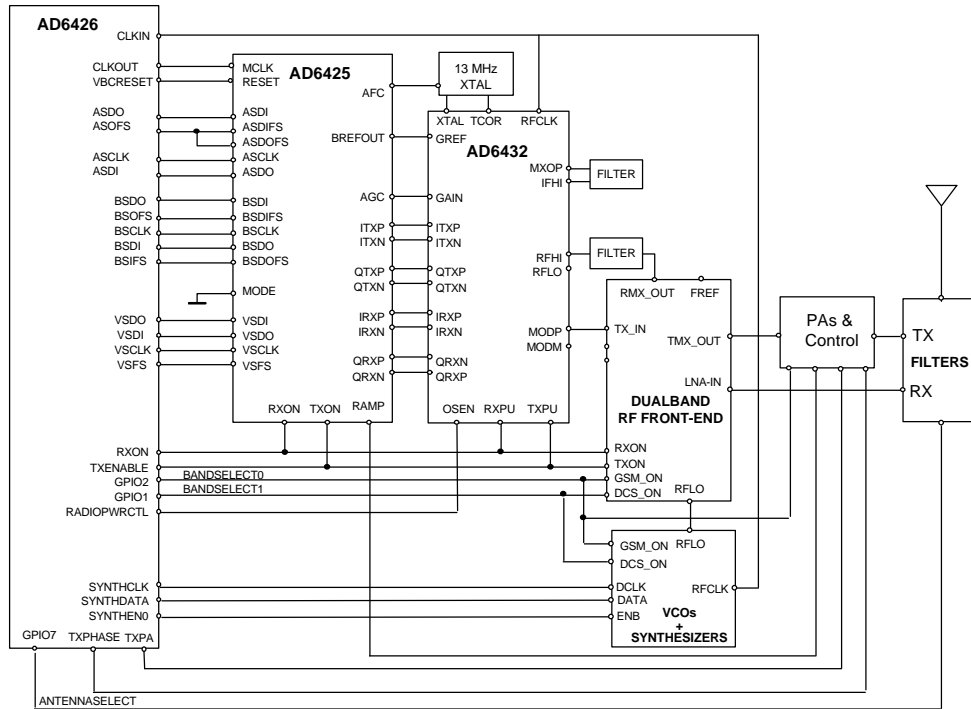 AD6426
CLKIN
CLKOUT
VBCRESET
ASDO
ASOFS
ASCLK
ASDI
BSDO
BSOFS
BSCLK
BSDI
BSIFS
VSDO
VSDI
VSCLK
VSFS
RXON
TXENABLE
GPIO2
GPIO1
RADIOPWRCTL
SYNTHCLK
SYNTHDATA
SYNTHEN0
GPIO7
TXPHASE
TXPA
BANDSELECT0
BANDSELECT1
ANTENNASELECT
AD6425
MCLK
RESET
ASDI
ASDIFS
ASDOFS
ASCLK
ASDO
BSDI
BSDIFS
BSCLK
BSDO
BSDOFS
MODE
VSDI
VSDO
VSCLK
VSFS
AFC
BREFOUT
AGC
ITXP
ITXN
QTXP
QTXN
IRXP
IRXN
QRXP
QRXN
RXON
TXON
RAMP
13 MHz
XTAL
XTAL
TCOR
RFCLK
GREF
AD6432
GAIN
ITXP
ITXN
QTXP
QTXN
IRXP
IRXN
QRXN
QRXP
MXOP
IFHI
RFHI
RFLO
MODP
MODM
OSEN
RXPU
TXPU
FILTER
FILTER
RMX_OUT
FREF
TX_IN
TMX_OUT
LNA-IN
DUALBAND
RF FRONT-END
RXON
TXON
GSM_ON
DCS_ON
RFLO
GSM_ON
RFLO
DCS_ON
DCLK
RFCLK
DATA
ENB
VCOs
+
SYNTHESIZERS
PAs &
Control
TX
FILTERS
RX